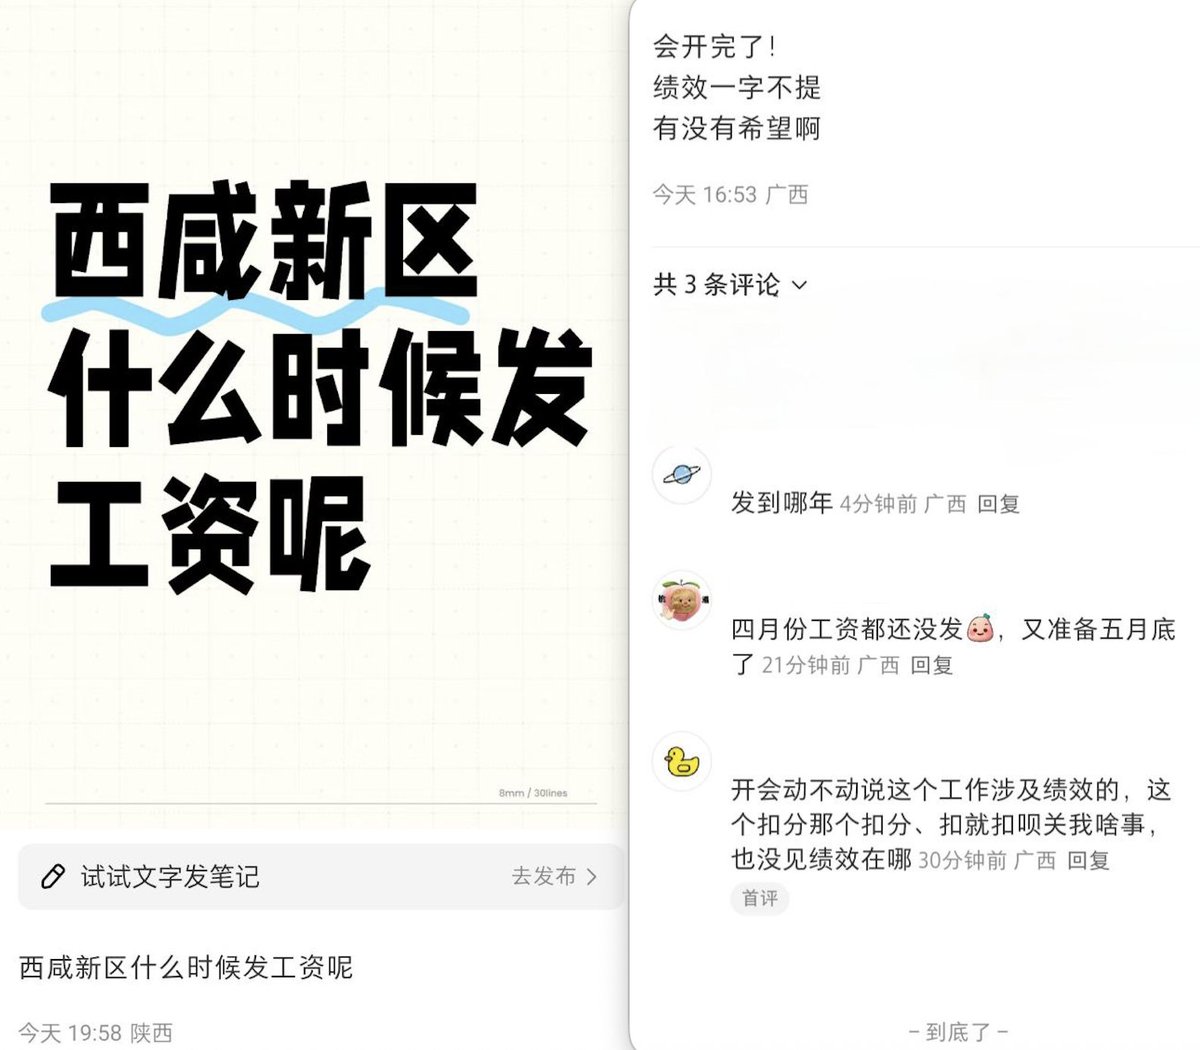 西咸新区
什么时候发
工资呢
8mm / 30lines
试试文字发笔记
去发布
西咸新区什么时候发工资呢
今天 19:58 陕西
会开完了!
绩效一字不提
有没有希望啊
今天 16:53 广西
共 3 条评论
发到哪年 4分钟前 广西 回复
四月份工资都还没发，又准备五月底
了 21分钟前 广西 回复
开会动不动说这个工作涉及绩效的，这
个扣分那个扣分、扣就扣呗关我啥事，
也没见绩效在哪 30分钟前 广西 回复
首评
- 到底了 -